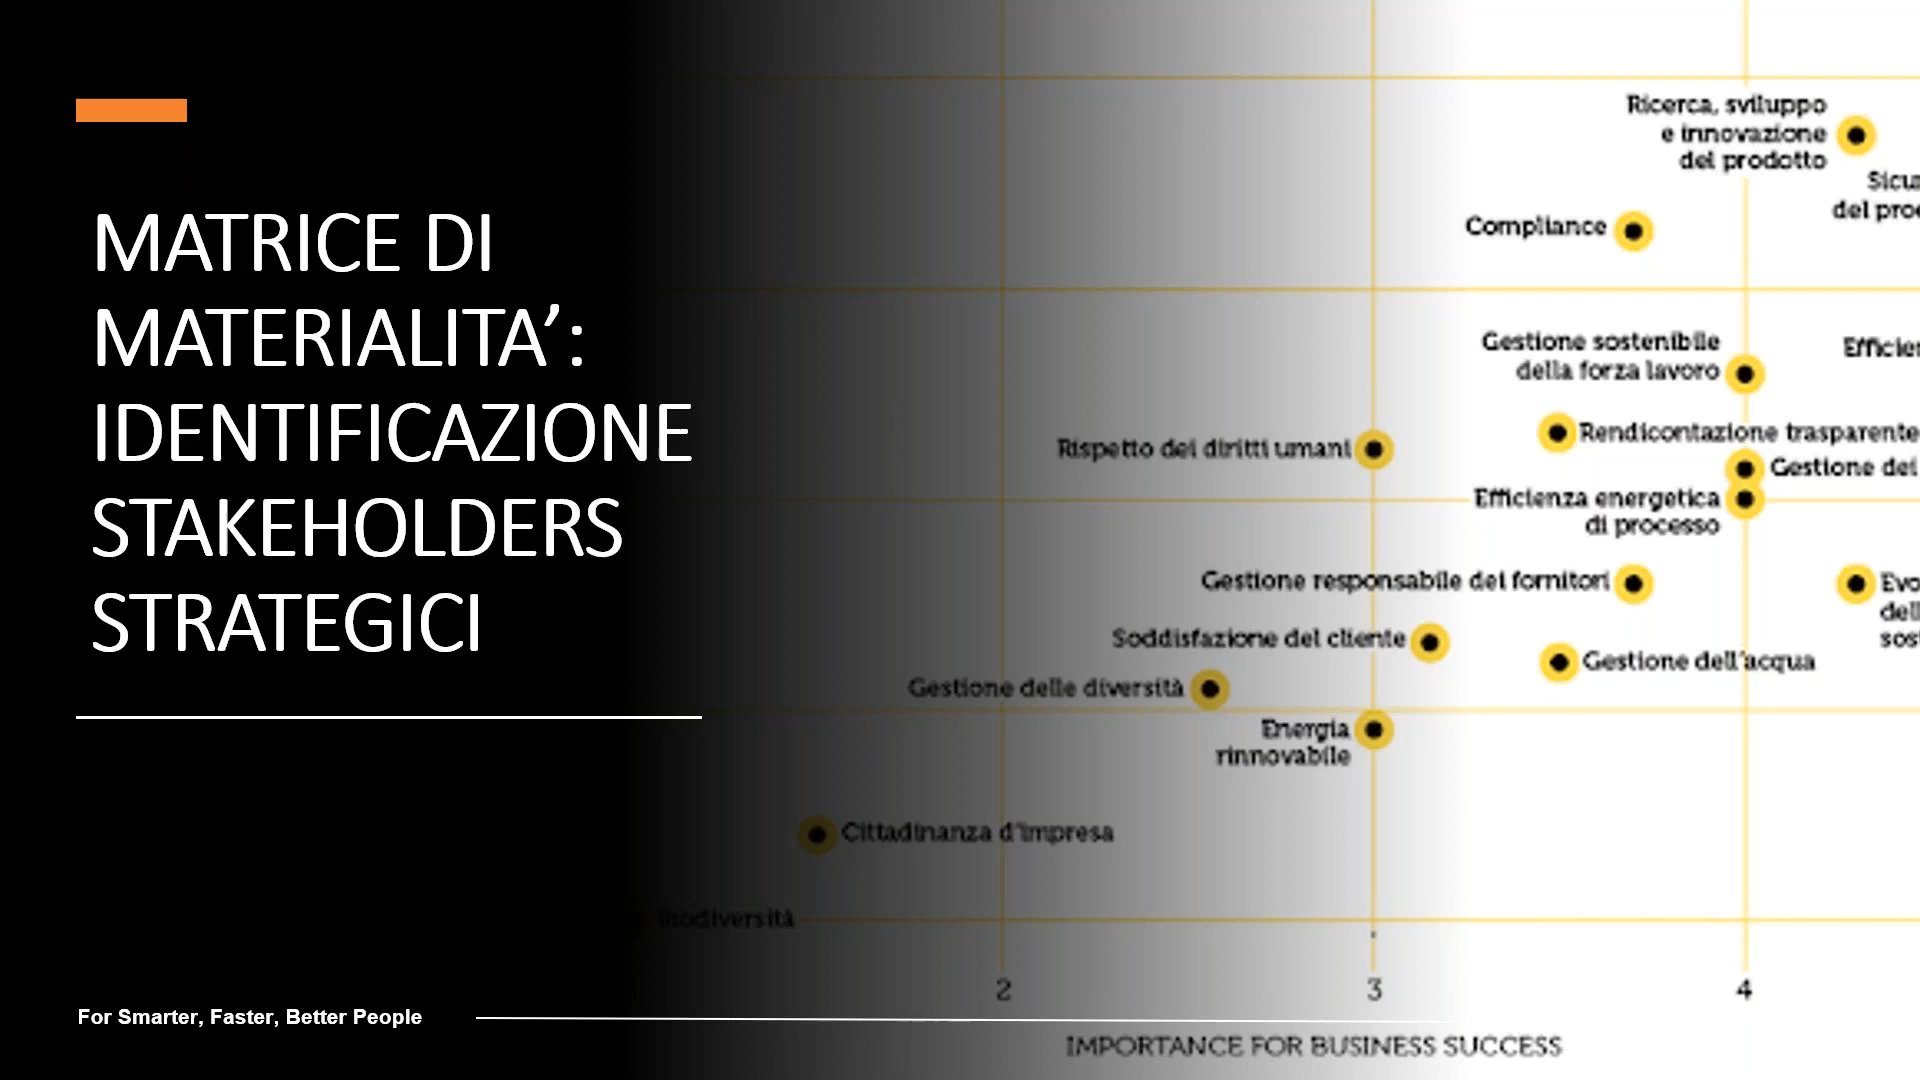 MATRICE DI
MATERIALITA’:
IDENTIFICAZIONE
STAKEHOLDERS
STRATEGICI
For Smarter, Faster, Better People
Ricerca, sviluppo
e innovazione
del prodotto
Compliance
Gestione sostenibile
della forza lavoro
Rendicontazione trasparente
Rispetto dei diritti umani
Gestione dei
Efficienza energetica
di processo
Gestione responsabile dei fornitori
Soddisfazione del cliente
Gestione dell'acqua
Gestione delle diversità
Energia
rinnovabile
Cittadinanza d'impresa
2
3
4
IMPORTANCE FOR BUSINESS SUCCESS